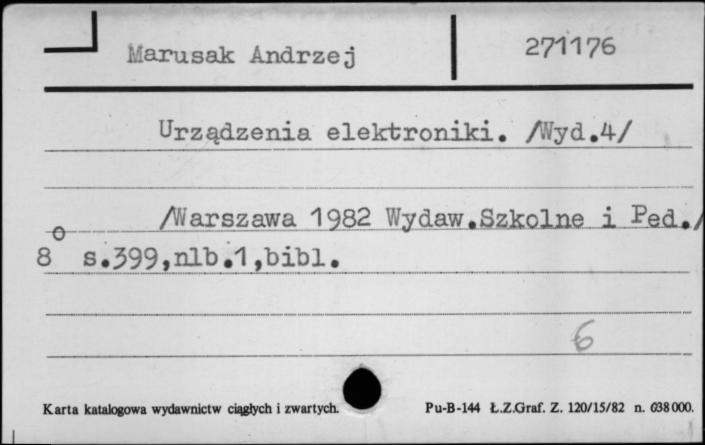 Marusak Andrzej 271176
Urządzenia elektroniki. /Wyd.4/
/Warszawa 1982 Wydaw.Szkolne i Ped./
8° s.399,nlb.1,bibl.
6
Karta katalogowa wydawnictw ciągłych i zwartych. Pu-B-144 Ł.Z.Graf. Z. 120/15/82 n. 638000.